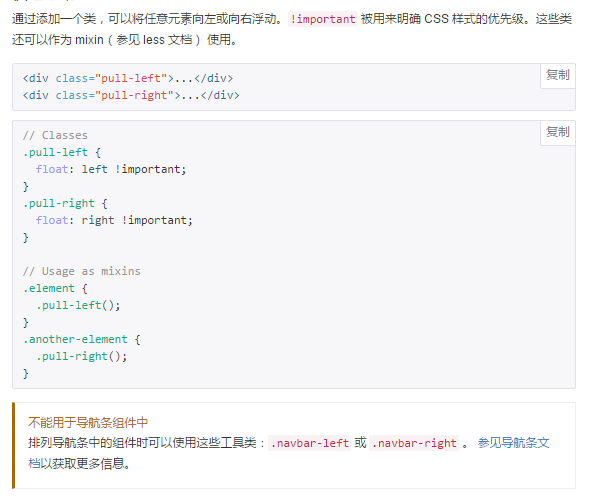 通过添加一个类，可以将任意元素向左或向右浮动。!important 被用来明确 CSS 样式的优先级。这些类
还可以作为 mixin（参见 less 文档） 使用。
复制
<div class="pull-left">...</div>
<div class="pull-right">...</div>
复制
// Classes
.pull-left {
  float: left !important;
}
.pull-right {
  float: right !important;
}

// Usage as mixins
.element {
  .pull-left();
}
.another-element {
  .pull-right();
}
不能用于导航条组件中
排列导航条中的组件时可以使用这些工具类：.navbar-left 或 .navbar-right 。 参见导航条文
档以获取更多信息。